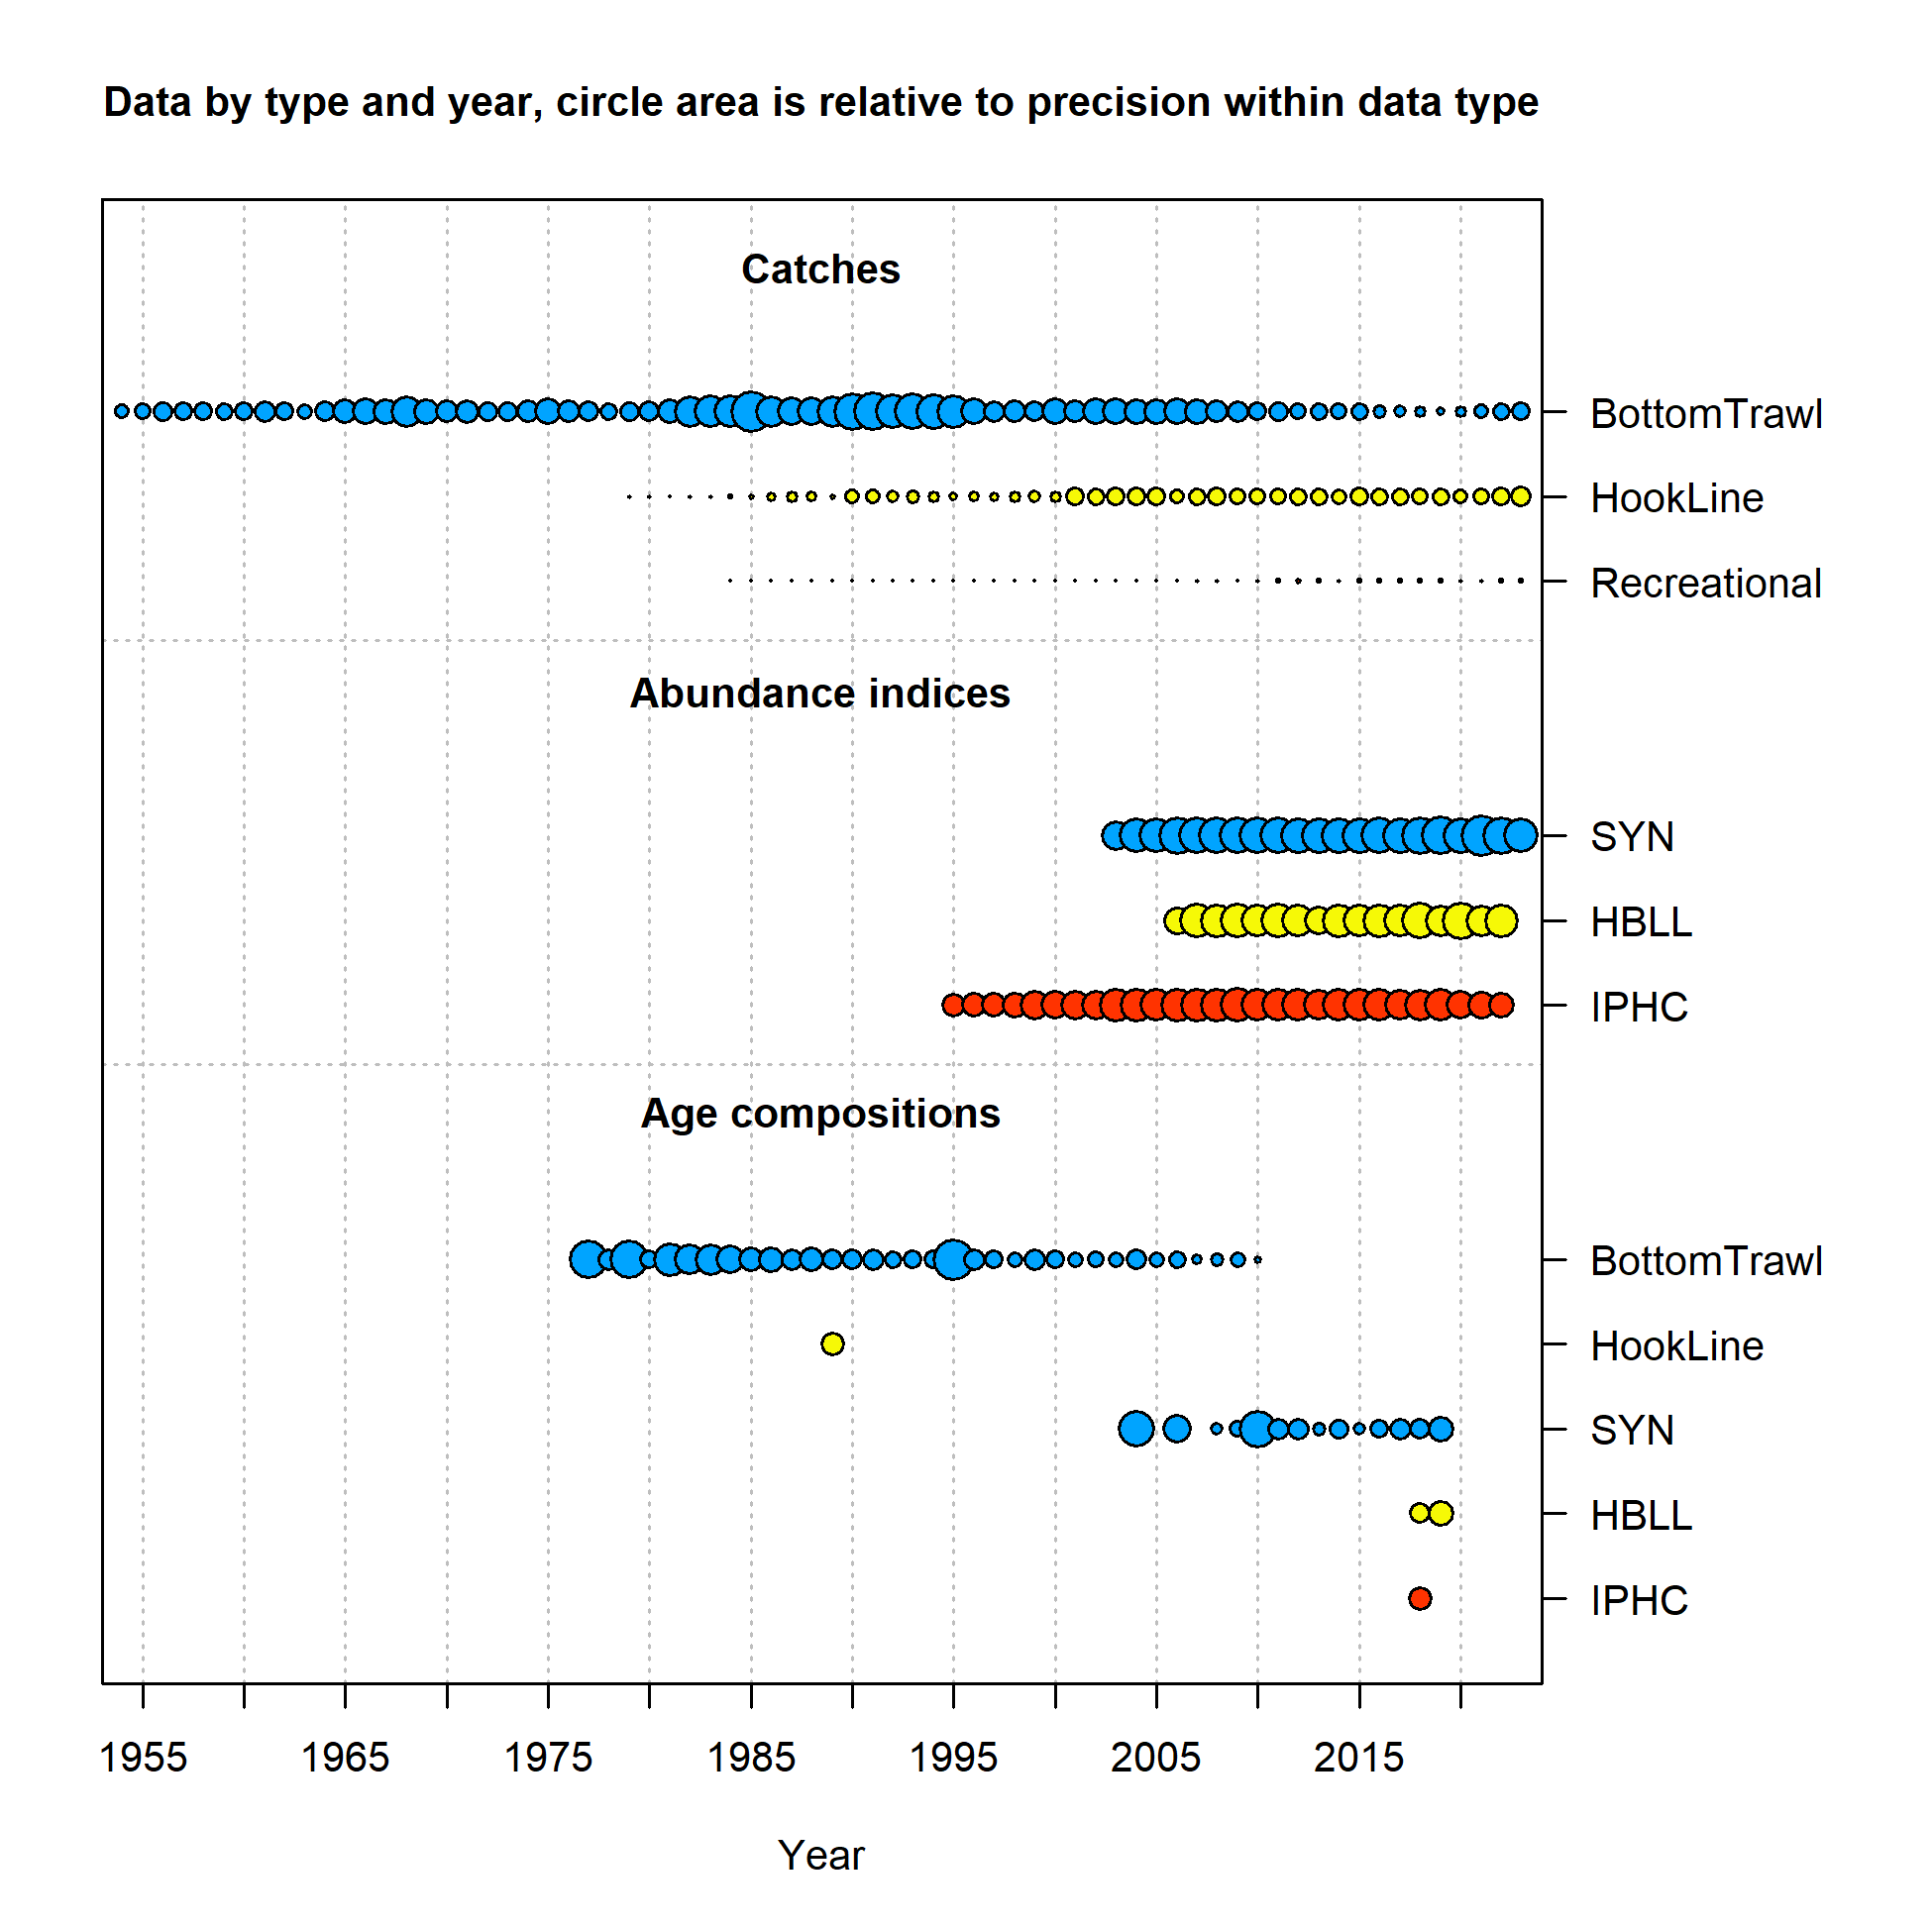 Data by type and year, circle area is relative to precision within data type
Catches
BottomTrawl
HookLine
Recreational
Abundance indices
SYN
HBLL
IPHC
Age compositions
BottomTrawl
HookLine
SYN
HBLL
IPHC
1955 1965 1975 1985 1995 2005 2015
Year